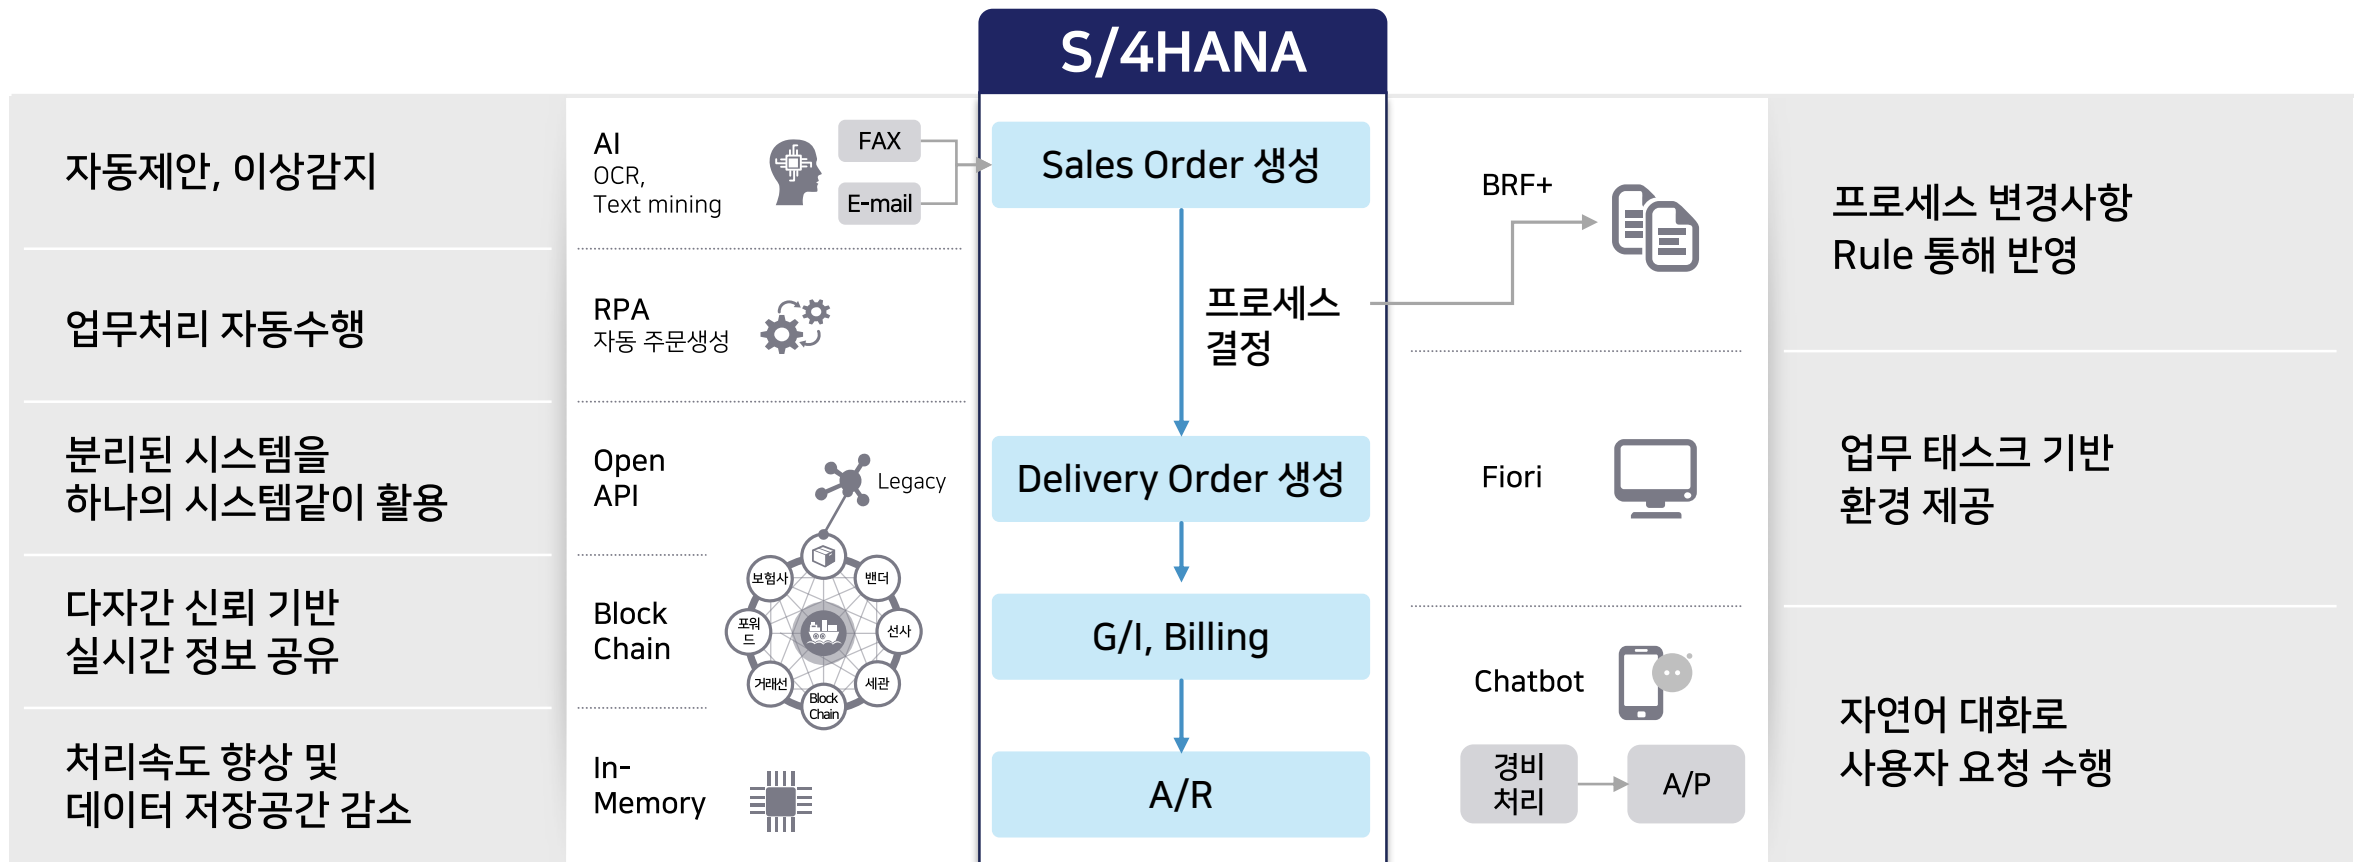 S/4HANA
자동제안, 이상감지
업무처리 자동수행
분리된 시스템을
하나의 시스템같이 활용
다자간 신뢰 기반
실시간 정보 공유
처리속도 향상 및
데이터 저장공간 감소
AI
OCR,
Text mining
FAX
E-mail
RPA
자동 주문생성
Open
API
Legacy
Block
Chain
보험사
밴더
포워
드
선사
거래선
세관
Block
Chain
In-
Memory
Sales Order 생성
프로세스
결정
Delivery Order 생성
G/I, Billing
A/R
BRF+
Fiori
Chatbot
경비
처리
A/P
프로세스 변경사항
Rule 통해 반영
업무 태스크 기반
환경 제공
자연어 대화로
사용자 요청 수행